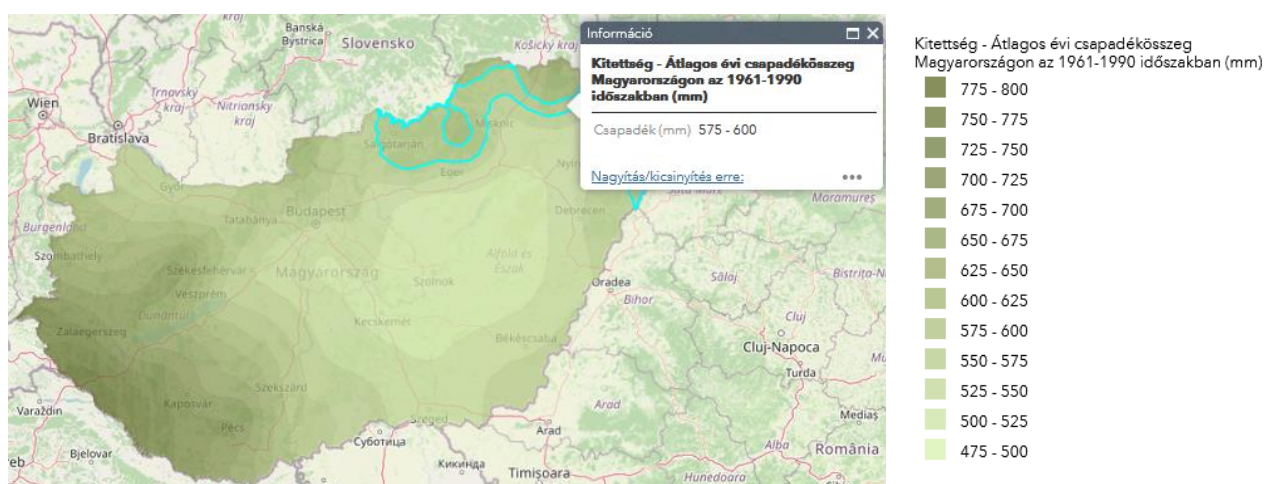 kraj
Banská
Bystrica
Slovensko
Košický kraj
Wien
Trnavský
kraj
Nitriansky
kraj
Bratislava
Salgótarján
Miskolc
Eger
Győr
Tatabánya
Budapest
Debrecen
Satu Mare
Maramureș
Burgenland
Szombathely
Székesfehérvár
Magyarország
Alföld és
Észak
Szolnok
Oradea
Sălaj
Bihor
Veszprém
Dunántúl
Zalaegerszeg
Kecskemét
Békéscsaba
Cluj
Cluj-Napoca
Turda
Szekszárd
Kaposvár
Pécs
Szeged
Varaždin
Bjelovar
Суботица
Кикинда
Arad
Arad
Timișoara
Mediaș
Alba
România
Hunedoara
Információ
Kitettség - Átlagos évi csapadékösszeg
Magyarországon az 1961-1990
időszakban (mm)
Csapadék (mm) 575 - 600
Nagyítás/kicsinyítés erre:
Kitettség - Átlagos évi csapadékösszeg
Magyarországon az 1961-1990 időszakban (mm)
775 - 800
750 - 775
725 - 750
700 - 725
675 - 700
650 - 675
625 - 650
600 - 625
575 - 600
550 - 575
525 - 550
500 - 525
475 - 500